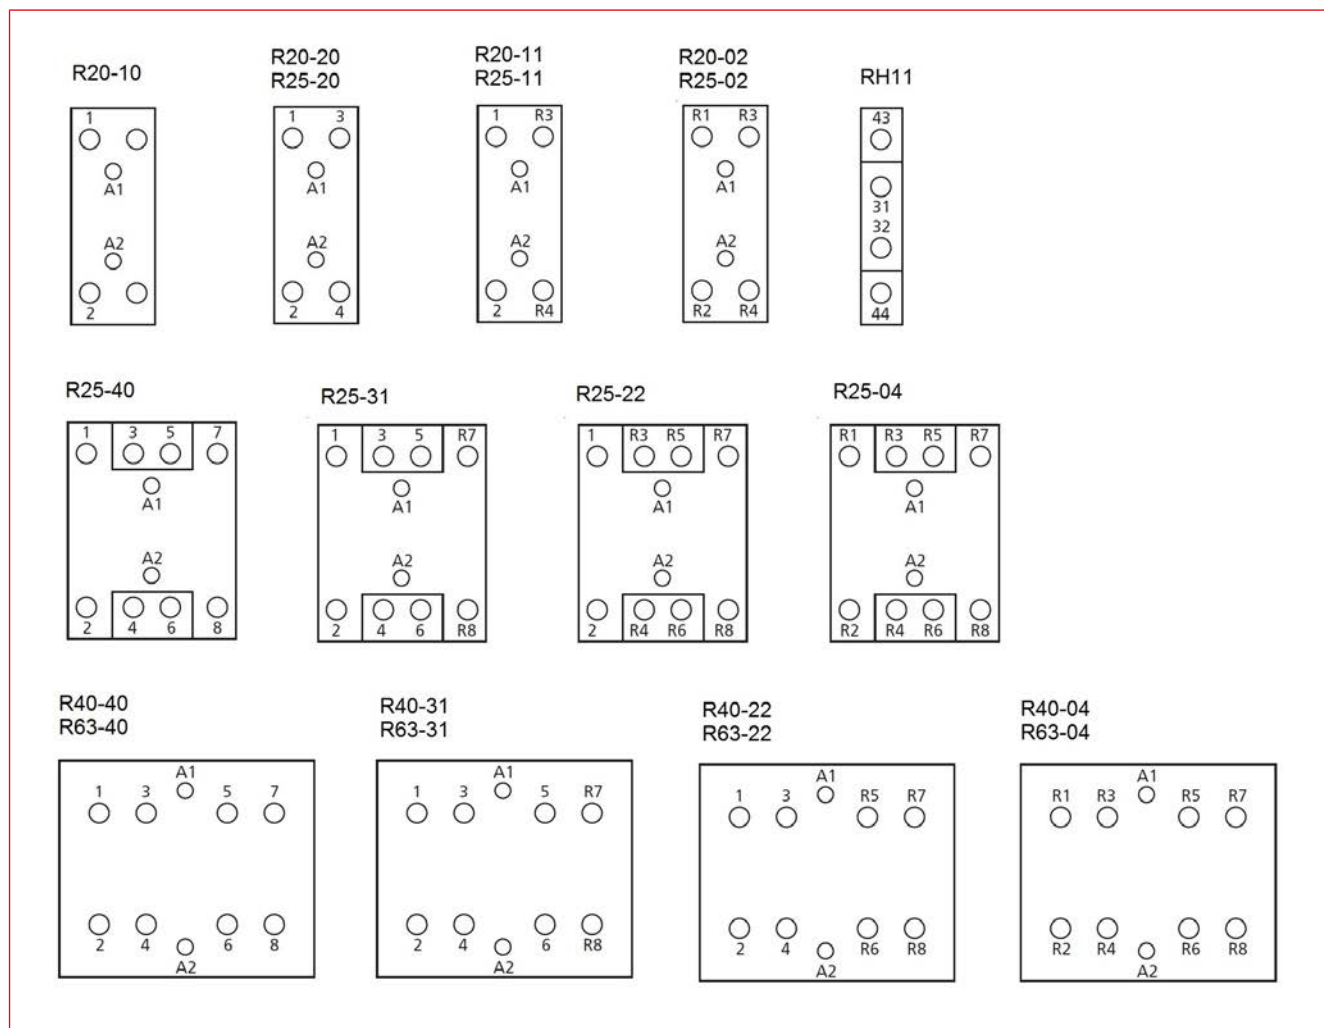 R20-10
1
A1
A2
2
R20-20
R25-20
1 3
A1
A2
2 4
R20-11
R25-11
1 R3
A1
A2
2 R4
R20-02
R25-02
R1 R3
A1
A2
R2 R4
RH11
43
31
32
44
R25-40
1 3 5 7
A1
A2
2 4 6 8
R25-31
1 3 5 R7
A1
A2
2 4 6 R8
R25-22
1 R3 R5 R7
A1
A2
2 R4 R6 R8
R25-04
R1 R3 R5 R7
A1
A2
R2 R4 R6 R8
R40-40
R63-40
A1
1 3 5 7
2 4 6 8
A2
R40-31
R63-31
A1
1 3 5 R7
2 4 6 R8
A2
R40-22
R63-22
A1
1 3 R5 R7
2 4 R6 R8
A2
R40-04
R63-04
A1
R1 R3 R5 R7
R2 R4 R6 R8
A2